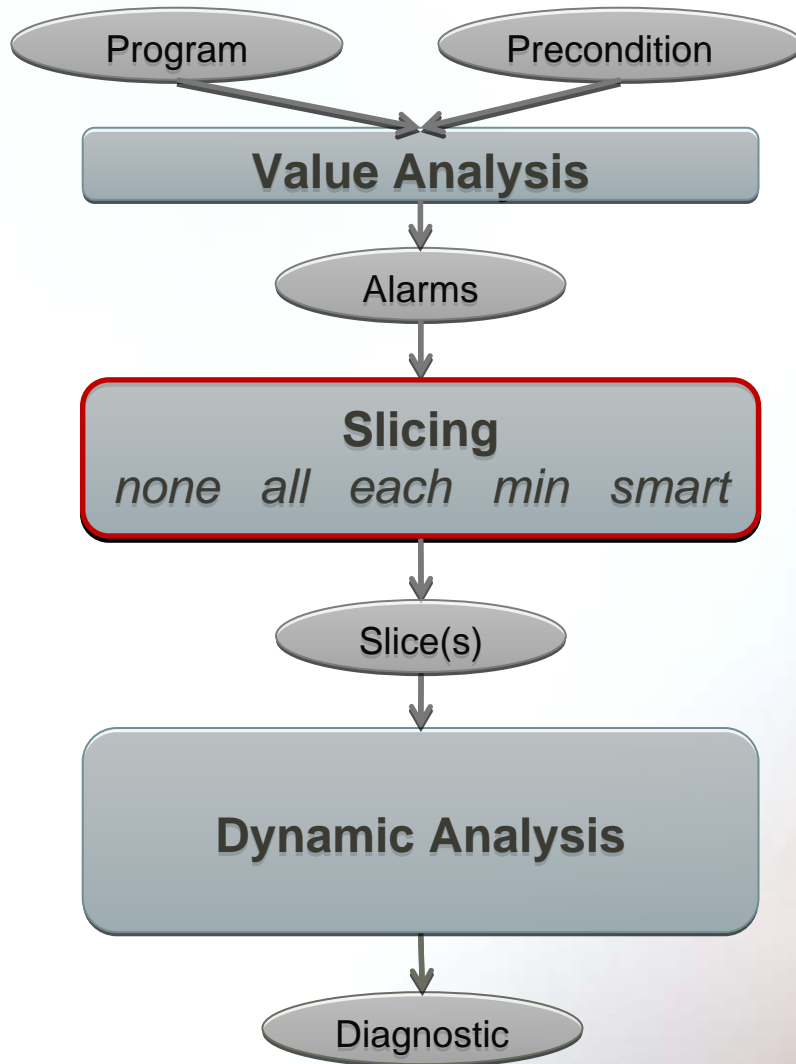 Program
Precondition
Value Analysis
Alarms
Slicing
none all each min smart
Slice(s)
Dynamic Analysis
Diagnostic